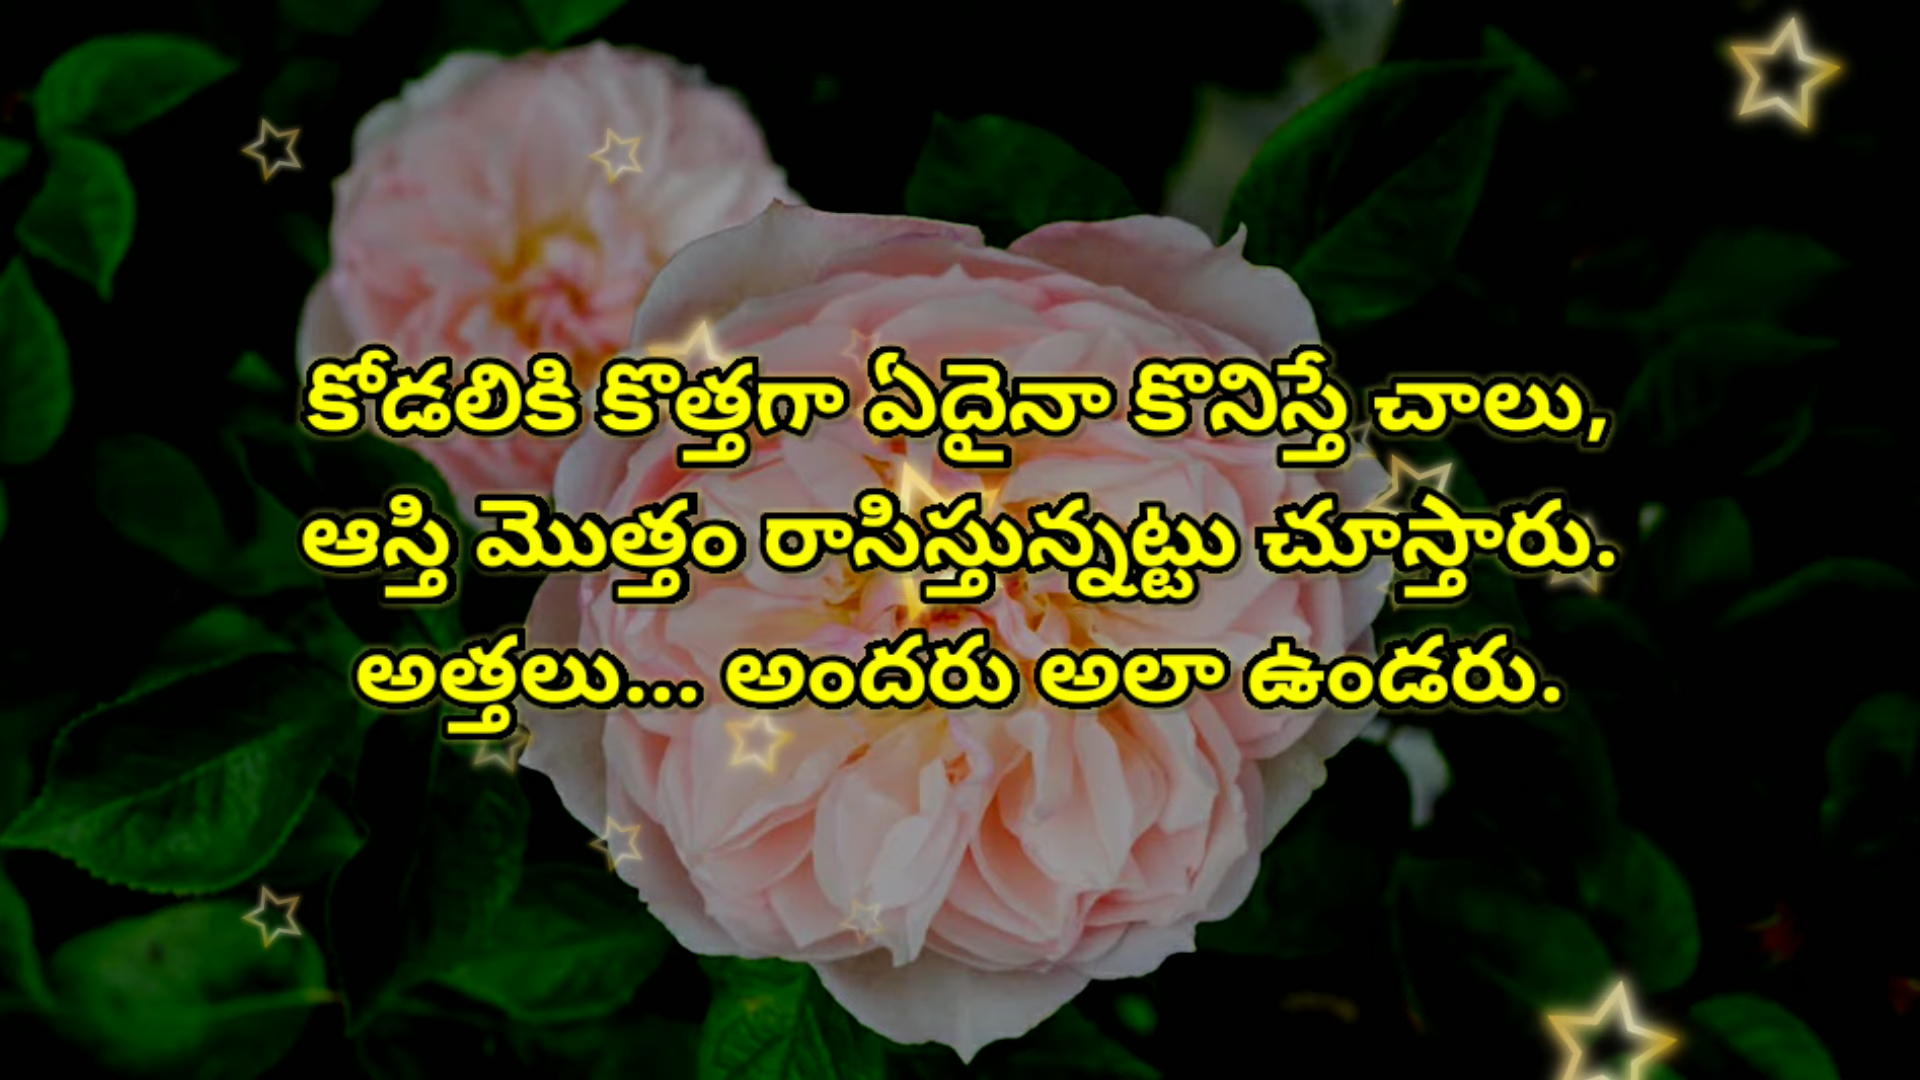 కోడలికి కొత్తగా ఏదైనా కొనిస్తే చాలు,
ఆస్తి మొత్తం రాసిస్తున్నట్టు చూస్తారు.
అత్తలు... అందరు అలా ఉండరు.